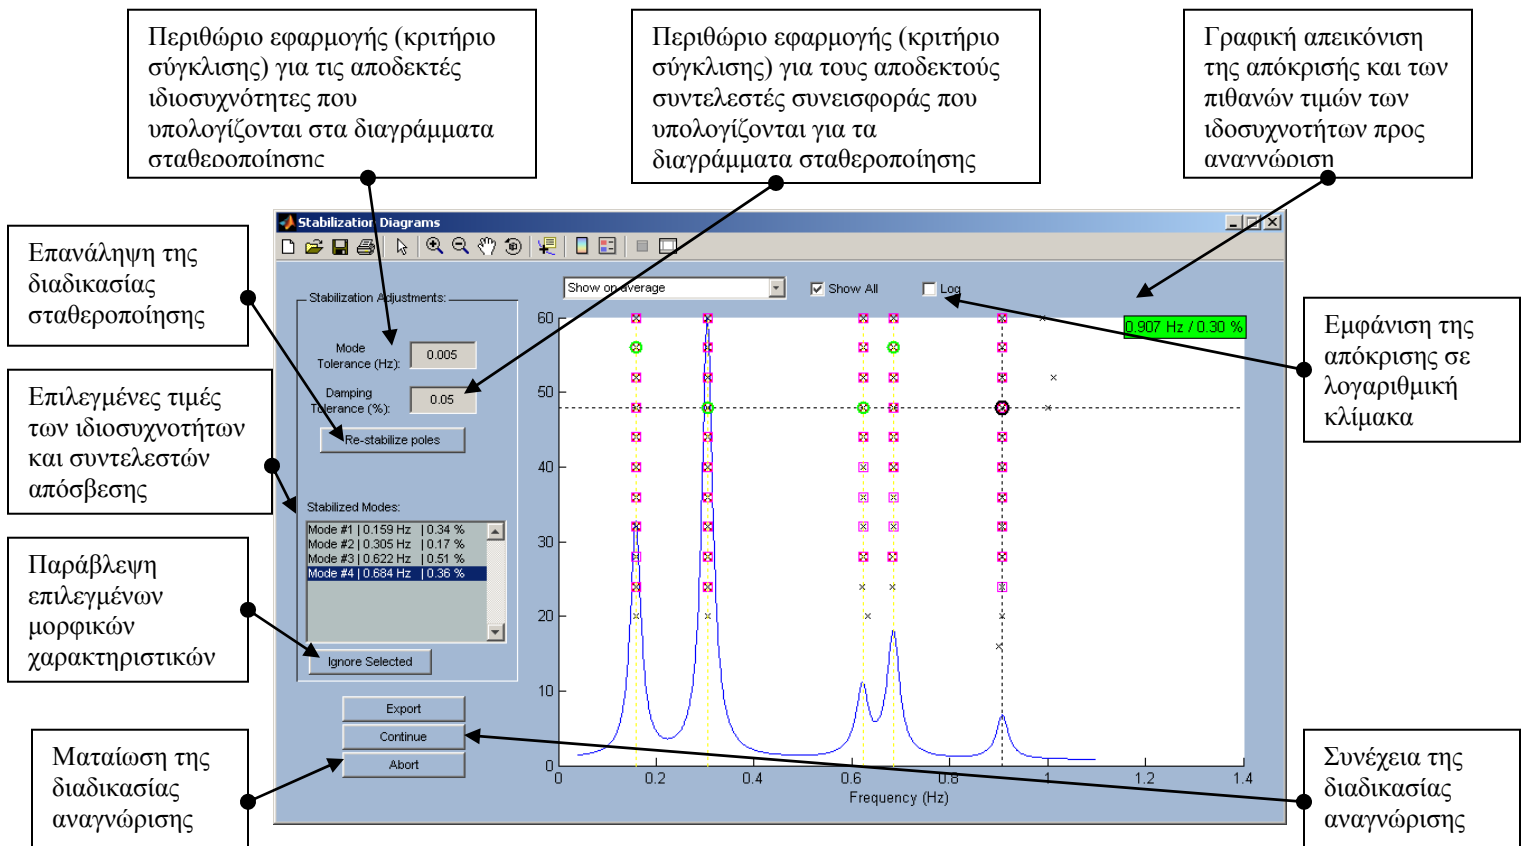 Περιθώριο εφαρμογής (κριτήριο
σύγκλισης) για τις αποδεκτές
ιδιοσυχνότητες που
υπολογίζονται στα διαγράμματα
σταθεροποίησης
Περιθώριο εφαρμογής (κριτήριο
σύγκλισης) για τους αποδεκτούς
συντελεστές συνεισφοράς που
υπολογίζονται για τα
διαγράμματα σταθεροποίησης
Γραφική απεικόνιση
της απόκρισής και των
πιθανών τιμών των
ιδοσυχνοτήτων προς
αναγνώριση
Επανάληψη της
διαδικασίας
σταθεροποίησης
Επιλεγμένες τιμές
των ιδιοσυχνοτήτων
και συντελεστών
απόσβεσης
Παράβλεψη
επιλεγμένων
μορφικών
χαρακτηριστικών
Ματαίωση της
διαδικασίας
αναγνώρισης
Stabilization Diagrams
Stabilization Adjustments:
Mode
Tolerance (Hz):
0.005
Damping
Tolerance (%):
0.05
Re-stabilize poles
Stabilized Modes:
Mode #1 | 0.159 Hz | 0.34 %
Mode #2 | 0.305 Hz | 0.17 %
Mode #3 | 0.622 Hz | 0.51 %
Mode #4 | 0.684 Hz | 0.36 %
Ignore Selected
Export
Continue
Abort
Show on average
Show All
Log
0.907 Hz / 0.30 %
60
50
40
30
20
10
0
0
0.2
0.4
0.6
0.8
1
1.2
1.4
Frequency (Hz)
Εμφάνιση της
απόκρισης σε
λογαριθμική
κλίμακα
Συνέχεια της
διαδικασίας
αναγνώρισης